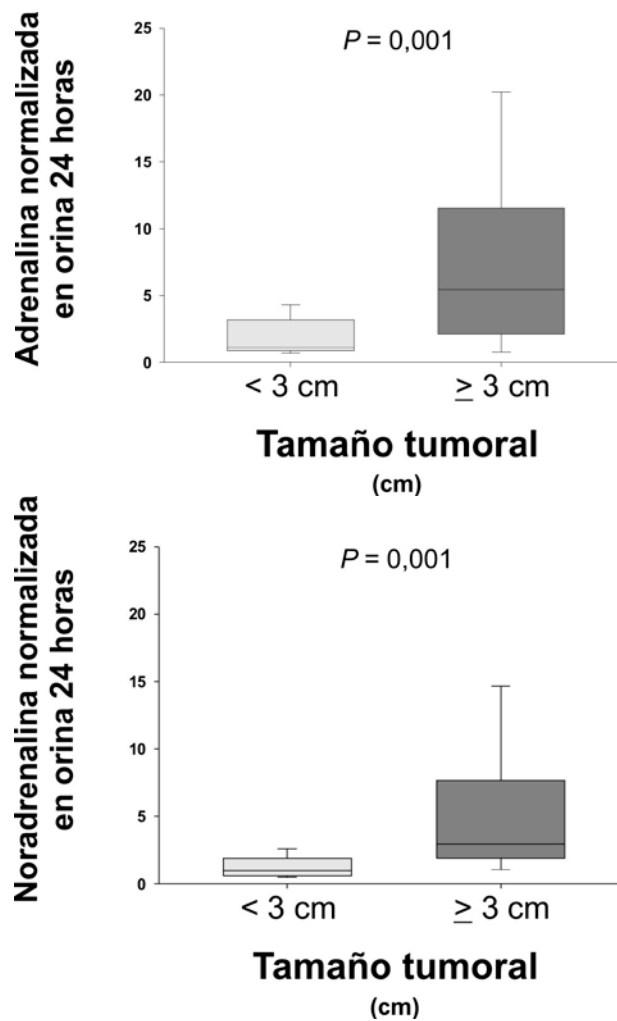 Adrenalina normalizada
en orina 24 horas
25
20
15
10
5
0
P = 0,001
< 3 cm
≥ 3 cm
Tamaño tumoral
(cm)
Noradrenalina normalizada
en orina 24 horas
25
20
15
10
5
0
P = 0,001
< 3 cm
≥ 3 cm
Tamaño tumoral
(cm)